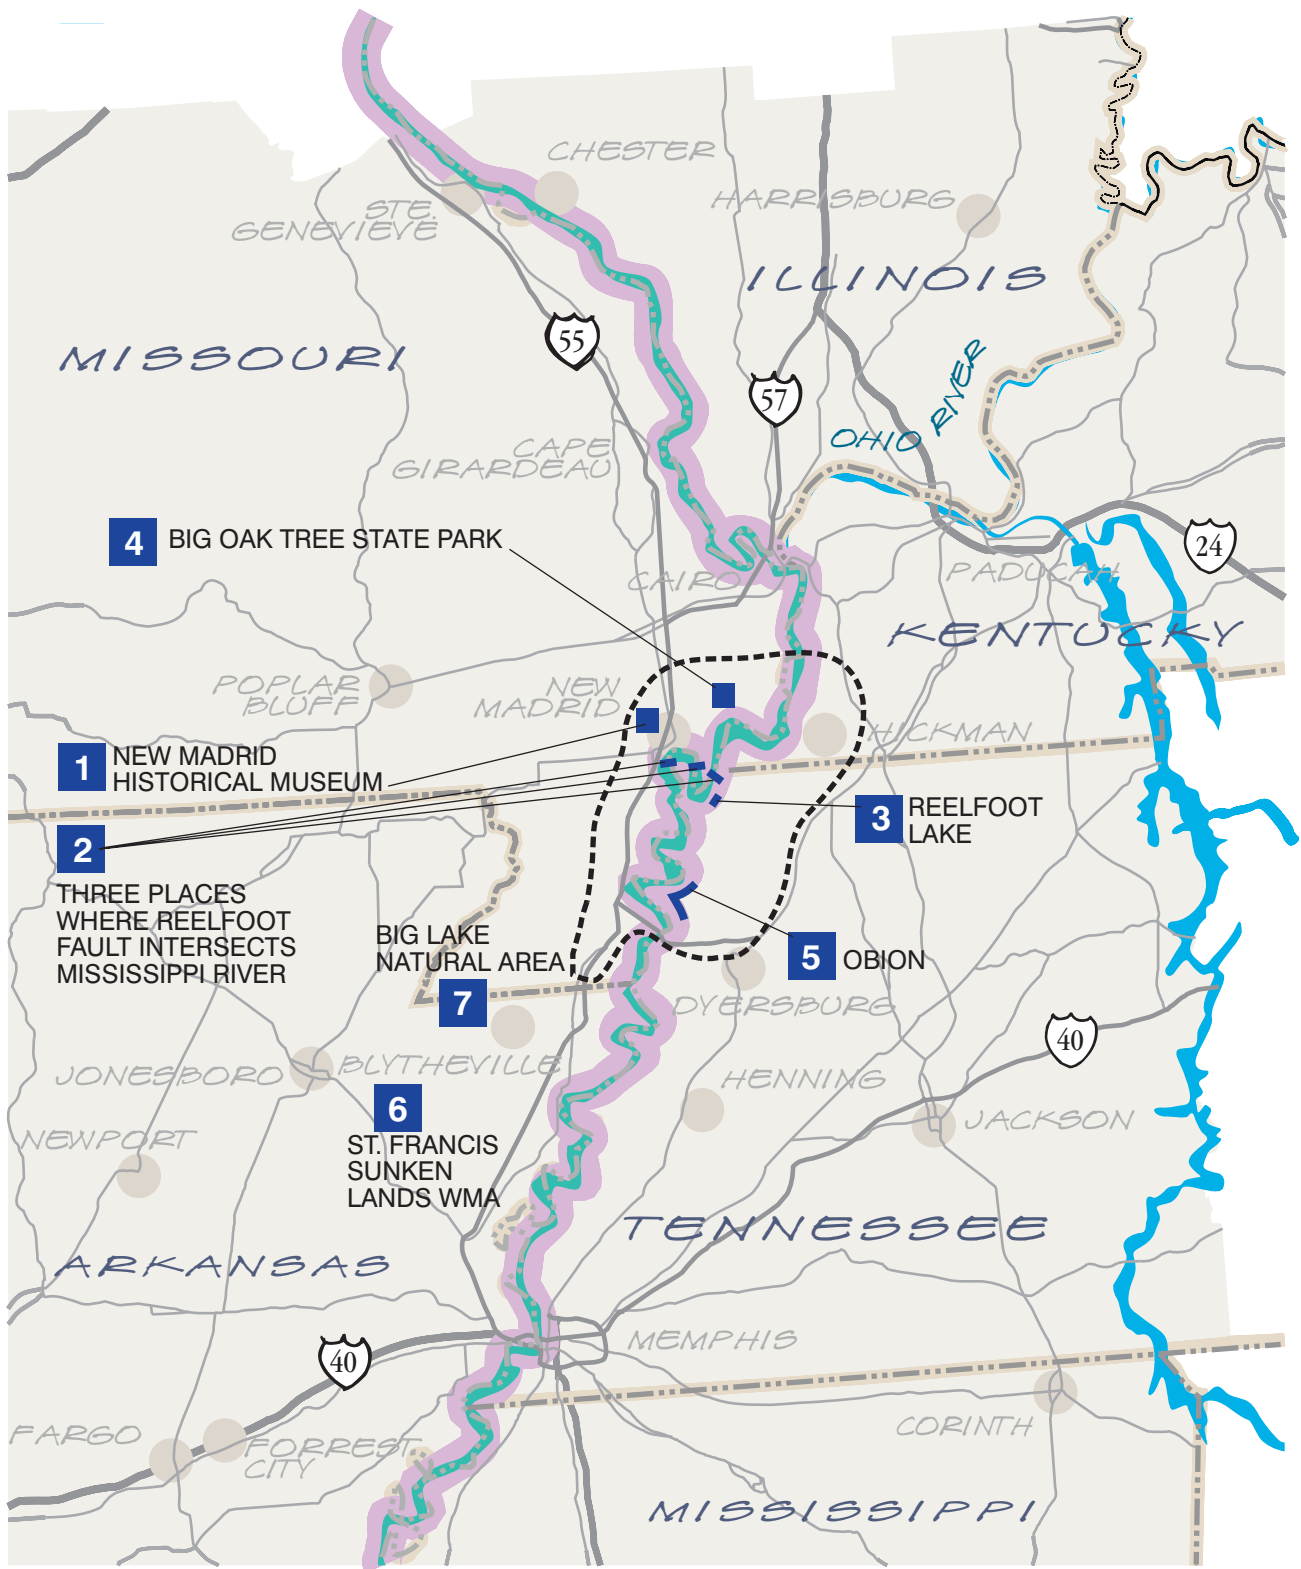 CHESTER
HARRISBURG
STE.
GENEVIEVE
ILLINOIS
55
MISSOURI
57
OHIO RIVER
CAPE
GIRARDEAU
4 BIG OAK TREE STATE PARK
24
CAIRO
PADUCAH
KENTUCKY
POPLAR
BLUFF
NEW
MADRID
HICKMAN
1 NEW MADRID
HISTORICAL MUSEUM
3 REELFOOT
LAKE
2
THREE PLACES
WHERE REELFOOT
FAULT INTERSECTS
MISSISSIPPI RIVER
BIG LAKE
NATURAL AREA
7
5 OBION
DYERSBURG
40
JONESBORO
BLYTHEVILLE
HENNING
6
ST. FRANCIS
SUNKEN
LANDS WMA
JACKSON
NEWPORT
TENNESSEE
ARKANSAS
MEMPHIS
40
FARGO
FORREST
CITY
CORINTH
MISSISSIPPI